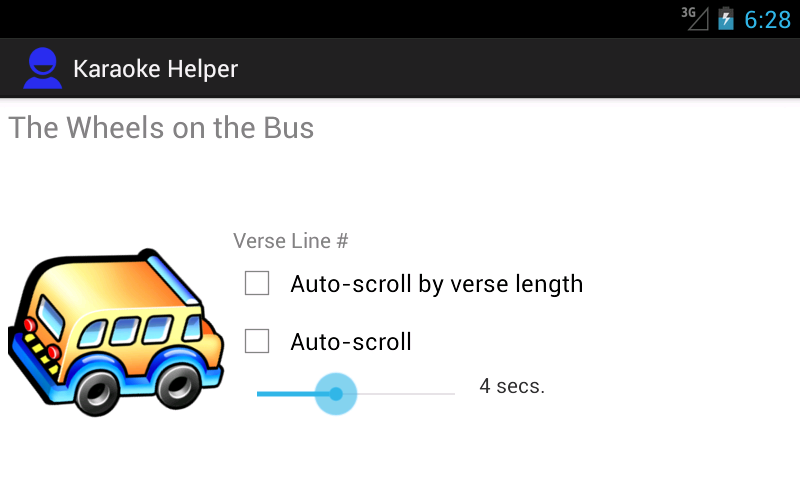 3G 6:28
Karaoke Helper
The Wheels on the Bus
Verse Line #
Auto-scroll by verse length
Auto-scroll
4 secs.